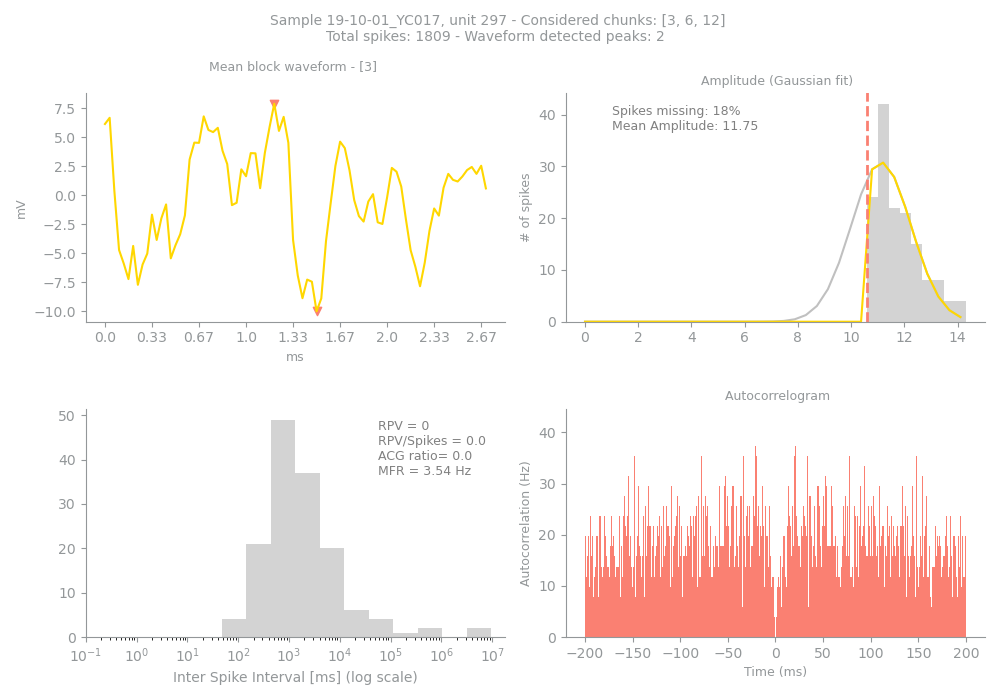 Sample 19-10-01_YC017, unit 297 - Considered chunks: [3, 6, 12]
Total spikes: 1809 - Waveform detected peaks: 2
Mean block waveform - [3]
7.5
5.0
2.5
0.0
−2.5
−5.0
−7.5
−10.0
mV
0.0 0.33 0.67 1.0 1.33 1.67 2.0 2.33 2.67
ms
Amplitude (Gaussian fit)
Spikes missing: 18%
Mean Amplitude: 11.75
40
30
20
10
0
# of spikes
0 2 4 6 8 10 12 14
50
40
30
20
10
0
RPV = 0
RPV/Spikes = 0.0
ACG ratio= 0.0
MFR = 3.54 Hz
10⁻¹ 10⁰ 10¹ 10² 10³ 10⁴ 10⁵ 10⁶ 10⁷
Inter Spike Interval [ms] (log scale)
Autocorrelogram
40
30
20
10
0
Autocorrelation (Hz)
−200 −150 −100 −50 0 50 100 150 200
Time (ms)